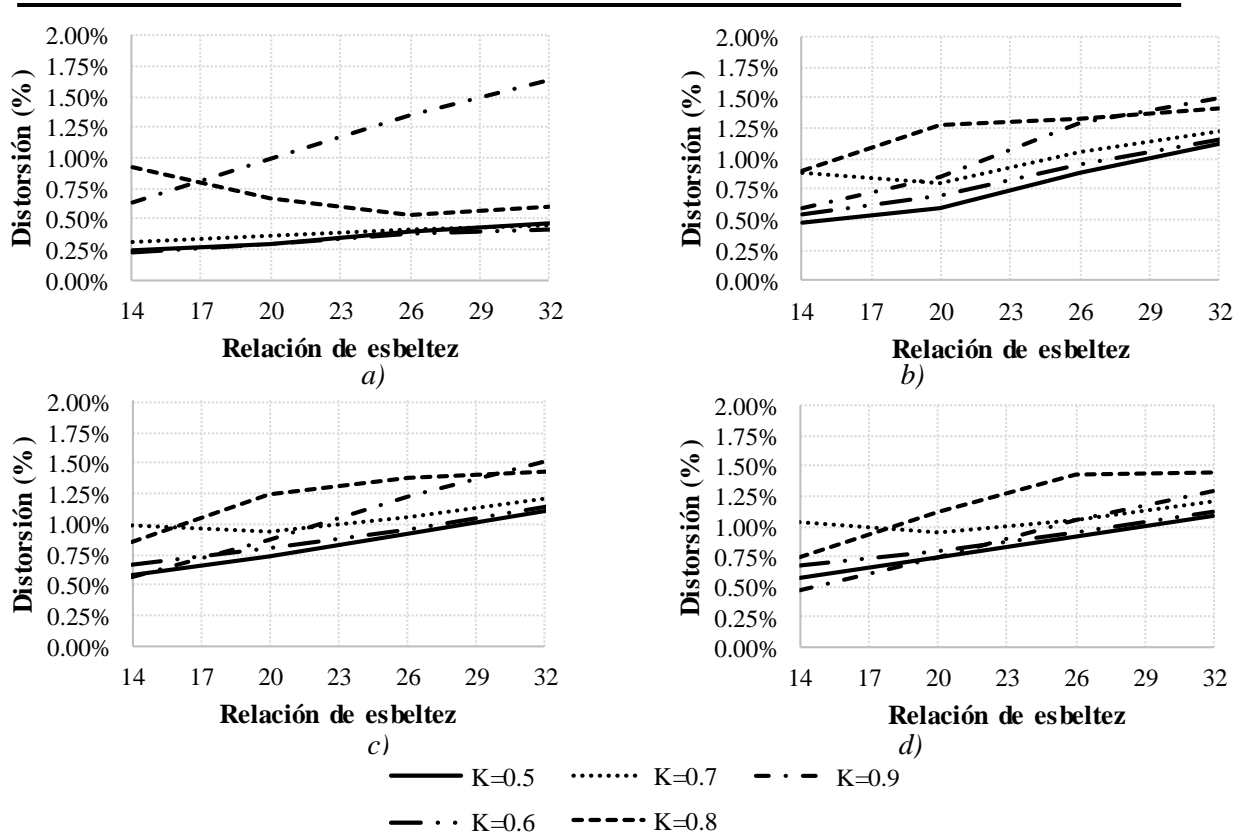 2.00%
1.75%
1.50%
1.25%
1.00%
0.75%
0.50%
0.25%
0.00%
Distorsión (%)
14 17 20 23 26 29 32
Relación de esbeltez
a)
2.00%
1.75%
1.50%
1.25%
1.00%
0.75%
0.50%
0.25%
0.00%
Distorsión (%)
14 17 20 23 26 29 32
Relación de esbeltez
b)
2.00%
1.75%
1.50%
1.25%
1.00%
0.75%
0.50%
0.25%
0.00%
Distorsión (%)
14 17 20 23 26 29 32
Relación de esbeltez
c)
2.00%
1.75%
1.50%
1.25%
1.00%
0.75%
0.50%
0.25%
0.00%
Distorsión (%)
14 17 20 23 26 29 32
Relación de esbeltez
d)
K=0.5 K=0.7 K=0.9
K=0.6 K=0.8